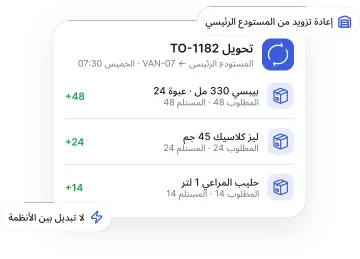 إعادة تزويد من المستودع الرئيسي
تحويل TO-1182
المستودع الرئيسي ← VAN-07 · الخميس 07:30
بيبسي 330 مل · عبوة 24
المطلوب 48 · المستلم 48
+48
ليز كلاسيك 45 جم
المطلوب 24 · المستلم 24
+24
حليب المراعي 1 لتر
المطلوب 14 · المستلم 14
+14
لا تبديل بين الأنظمة